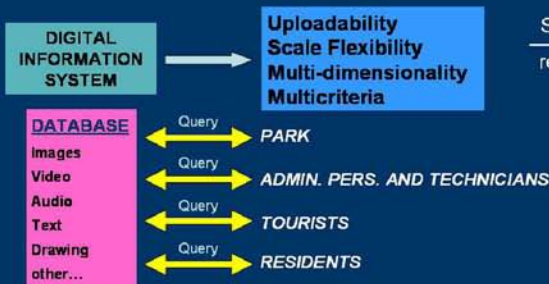 DIGITAL
INFORMATION
SYSTEM
Uploadability
Scale Flexibility
Multi-dimensionality
Multicriteria
DATABASE
Images
Video
Audio
Text
Drawing
other...
Query
PARK
Query
ADMIN. PERS. AND TECHNICIANS
Query
TOURISTS
Query
RESIDENTS